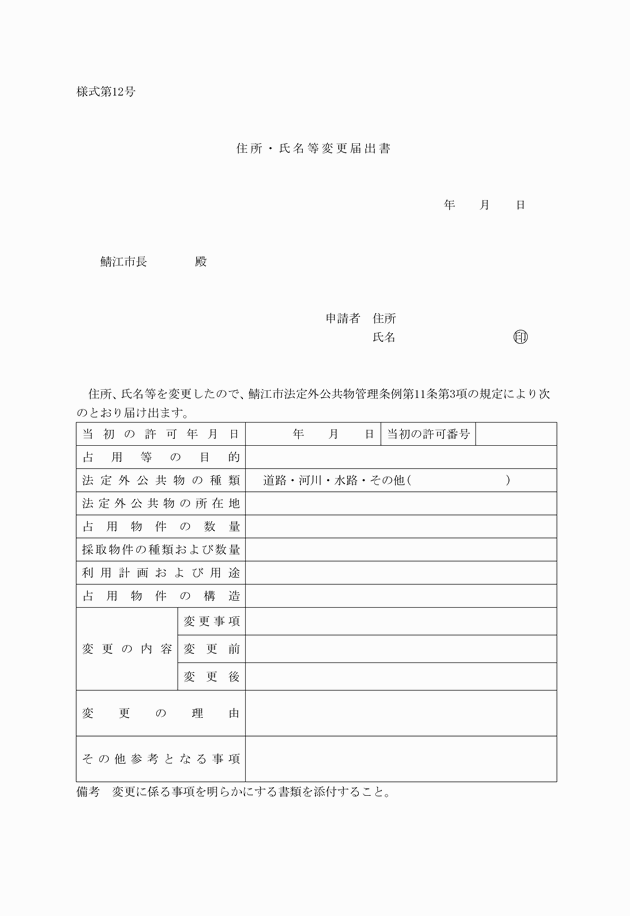 様式第12号
住所・氏名等変更届出書
年　　月　　日
鯖江市長　　　　殿
申請者　住所
氏名　　　　　　　　　　㊞
住所、氏名等を変更したので、鯖江市法定外公共物管理条例第11条第3項の規定により次
のとおり届け出ます。
当初の許可年月日　　年　　月　　日　当初の許可番号
占用等の目的
法定外公共物の種類　道路・河川・水路・その他(　　　　　　　　)
法定外公共物の所在地
占用物件の数量
採取物件の種類および数量
利用計画および用途
占用物件の構造
変更の内容　変更事項
変更前
変更後
変更の理由
その他参考となる事項
備考　変更に係る事項を明らかにする書類を添付すること。